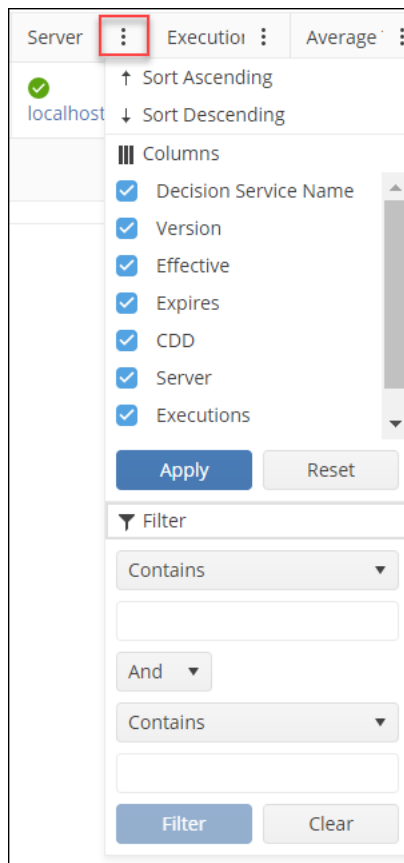 Server Execution Average
Sort Ascending
localhost
Sort Descending
Columns
Decision Service Name
Version
Effective
Expires
CDD
Server
Executions
Apply Reset
Filter
Contains
And
Contains
Filter Clear